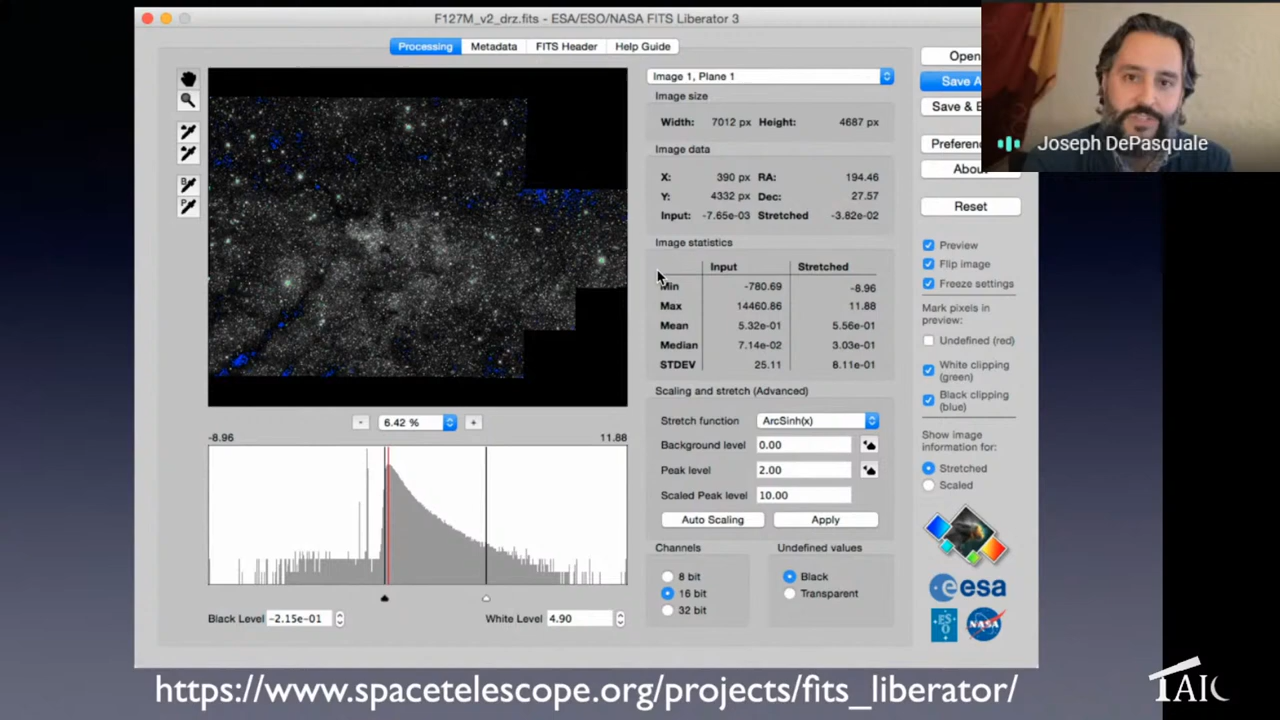 F127M_v2_drz.fits - ESA/ESO/NASA FITS Liberator 3
Processing Metadata FITS Header Help Guide
Image 1, Plane 1
Image size
Width: 7012 px Height: 4687 px
Image data
X: 390 px RA: 194.46
Y: 4332 px Dec: 27.57
Input: -7.65e-03 Stretched -3.82e-02
Image statistics
Input Stretched
Min -780.69 -8.96
Max 14460.86 11.88
Mean 5.32e-01 5.56e-01
Median 7.14e-02 3.03e-01
STDEV 25.11 8.11e-01
Scaling and stretch (Advanced)
Stretch function ArcSinh(x)
Background level 0.00
Peak level 2.00
Scaled Peak level 10.00
Auto Scaling Apply
Channels
8 bit
16 bit
32 bit
Undefined values
Black
Transparent
- 6.42 % +
-8.96 11.88
Black Level -2.15e-01 White Level 4.90
Open
Save A
Save & E
Preferen
Abou
Reset
Preview
Flip image
Freeze settings
Mark pixels in
preview:
Undefined (red)
White clipping
(green)
Black clipping
(blue)
Show image
information for:
Stretched
Scaled
esa
ES
O
NASA
Joseph DePasquale
https://www.spacetelescope.org/projects/fits_liberator/
TAIC